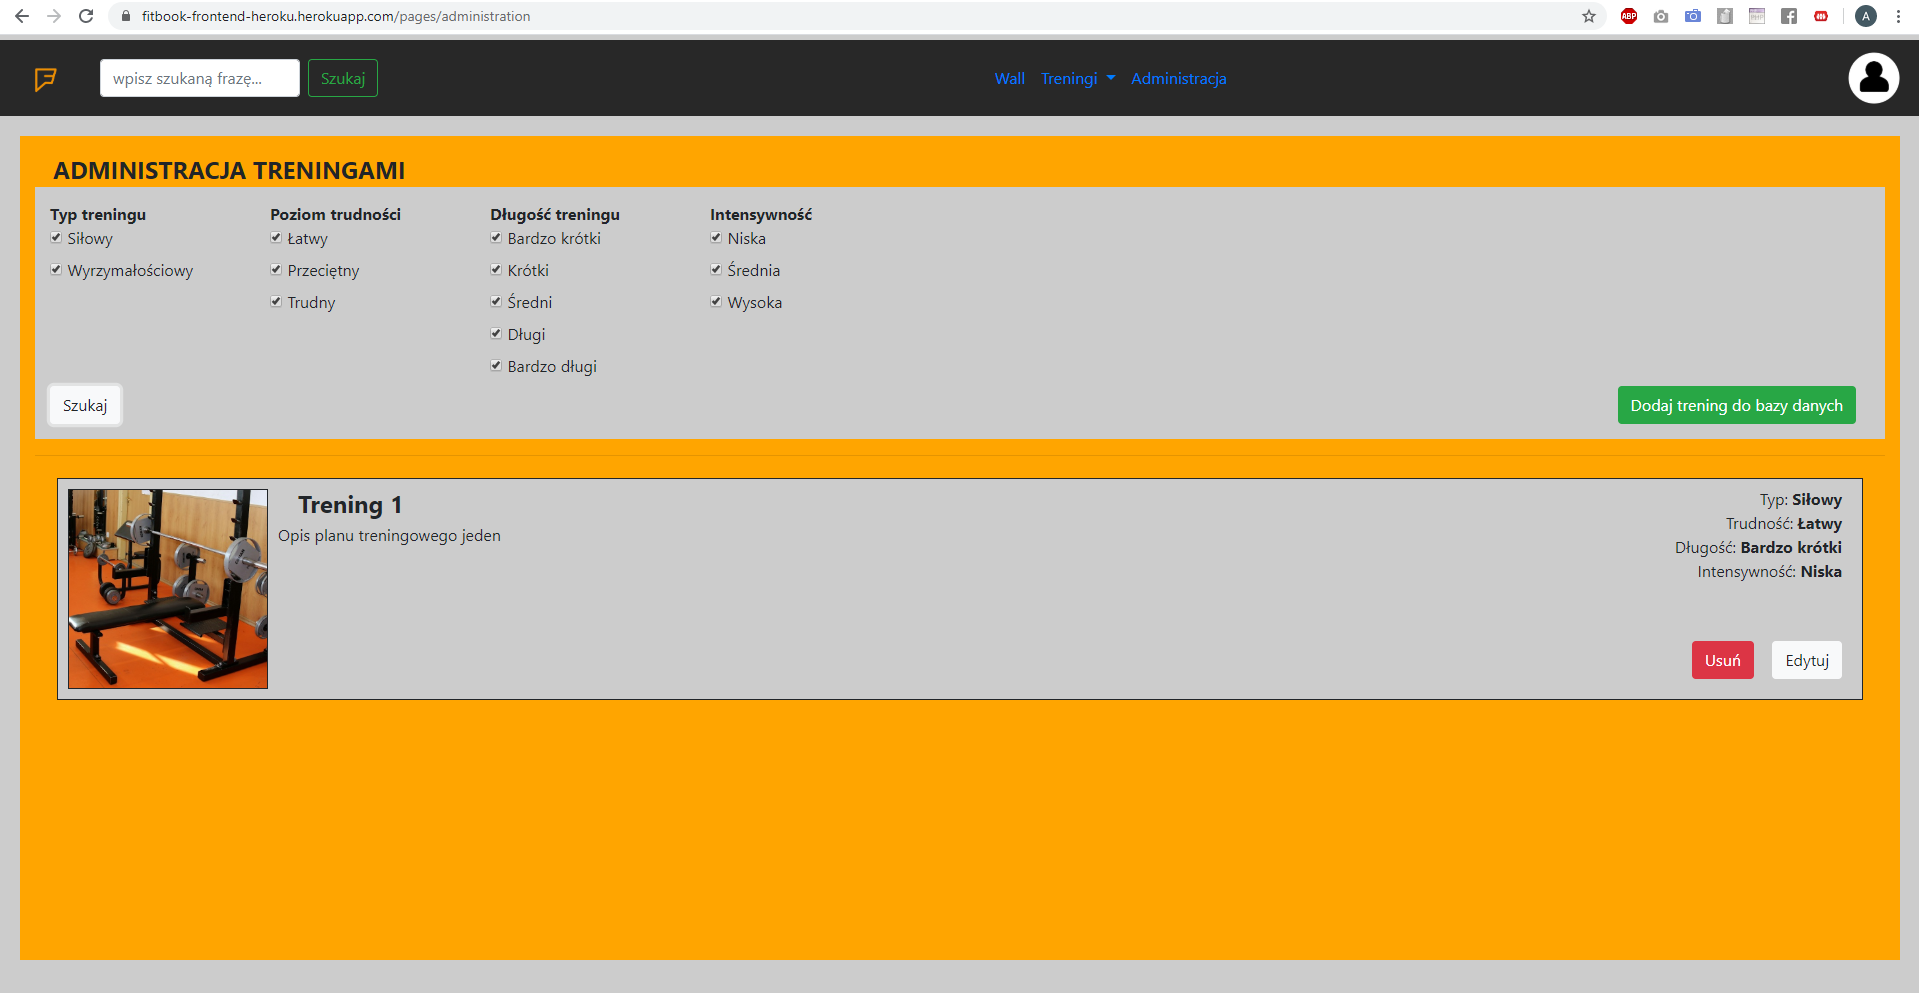 fitbook-frontend-heroku.herokuapp.com/pages/administration
ABP
A
wpisz szukaną frazę...
Szukaj
Wall
Treningi
Administracja
ADMINISTRACJA TRENINGAMI
Typ treningu
Siłowy
Wyrzymałościowy
Poziom trudności
Łatwy
Przeciętny
Trudny
Długość treningu
Bardzo krótki
Krótki
Średni
Długi
Bardzo długi
Intensywność
Niska
Średnia
Wysoka
Szukaj
Dodaj trening do bazy danych
Trening 1
Opis planu treningowego jeden
Typ: Siłowy
Trudność: Łatwy
Długość: Bardzo krótki
Intensywność: Niska
Usuń
Edytuj